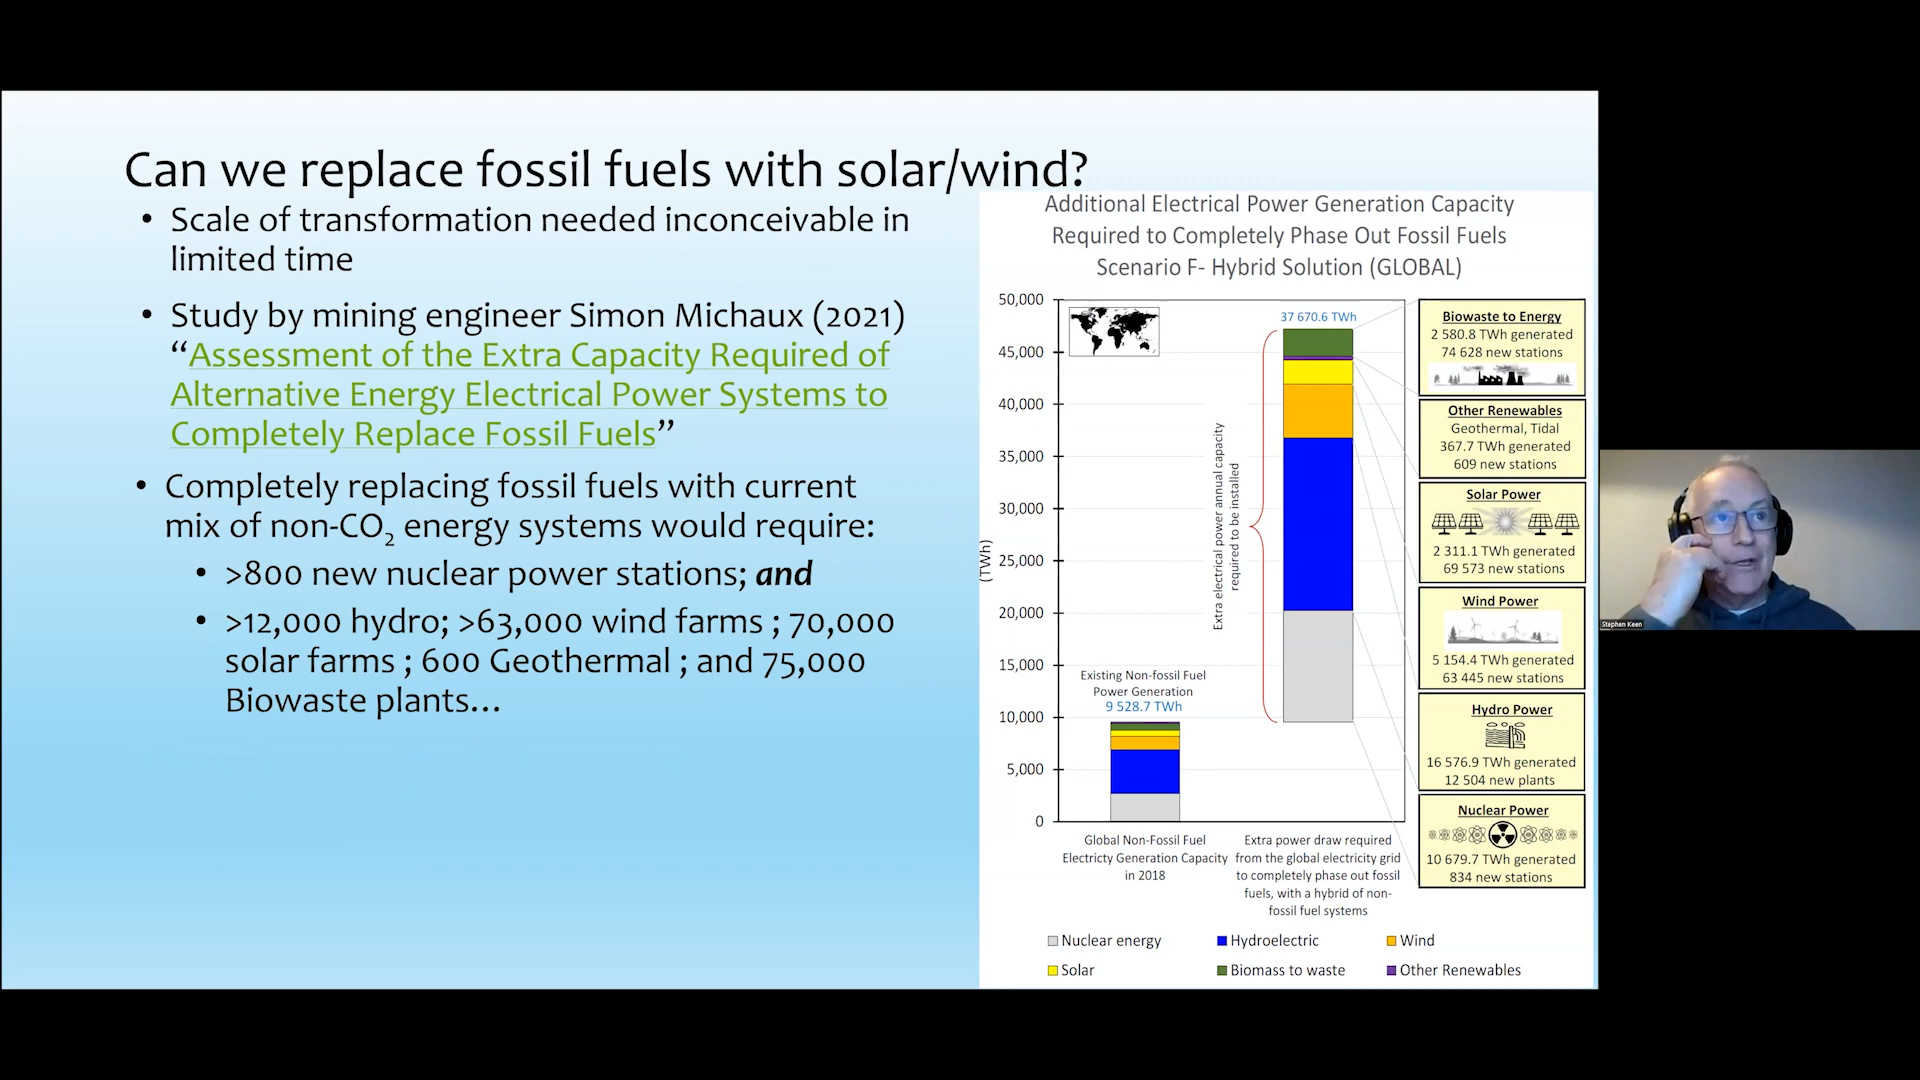 Can we replace fossil fuels with solar/wind?
• Scale of transformation needed inconceivable in
limited time
• Study by mining engineer Simon Michaux (2021)
“Assessment of the Extra Capacity Required of
Alternative Energy Electrical Power Systems to
Completely Replace Fossil Fuels”
• Completely replacing fossil fuels with current
mix of non-CO₂ energy systems would require:
• >800 new nuclear power stations; and
• >12,000 hydro; >63,000 wind farms ; 70,000
solar farms ; 600 Geothermal ; and 75,000
Biowaste plants…
Additional Electrical Power Generation Capacity
Required to Completely Phase Out Fossil Fuels
Scenario F- Hybrid Solution (GLOBAL)
50,000
45,000
40,000
35,000
30,000
25,000
20,000
15,000
10,000
5,000
0
(TWh)
Existing Non-fossil Fuel
Power Generation
9 528.7 TWh
Extra electrical power annual capacity
required to be installed
37 670.6 TWh
Global Non-Fossil Fuel
Electricty Generation Capacity
in 2018
Extra power draw required
from the global electricity grid
to completely phase out fossil
fuels, with a hybrid of non-
fossil fuel systems
Biowaste to Energy
2 580.8 TWh generated
74 628 new stations
Other Renewables
Geothermal, Tidal
367.7 TWh generated
609 new stations
Solar Power
2 311.1 TWh generated
69 573 new stations
Wind Power
5 154.4 TWh generated
63 445 new stations
Hydro Power
16 576.9 TWh generated
12 504 new plants
Nuclear Power
10 679.7 TWh generated
834 new stations
Nuclear energy
Hydroelectric
Wind
Solar
Biomass to waste
Other Renewables
Stephen Keen